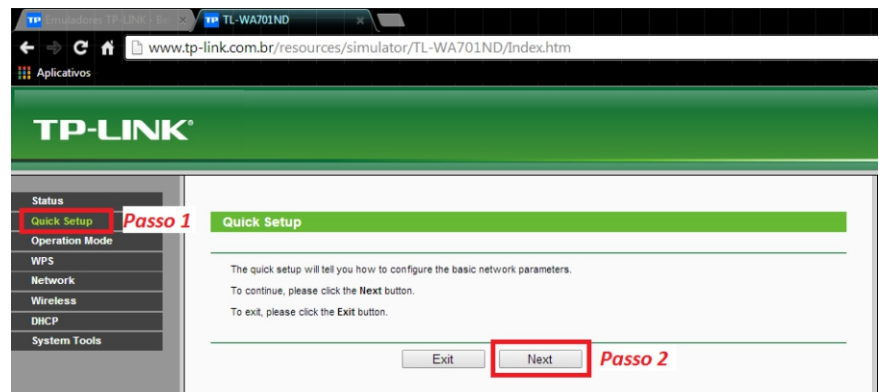 Emuladores TP-LINK - Be
TL-WA701ND
www.tp-link.com.br/resources/simulator/TL-WA701ND/Index.htm
Aplicativos
TP-LINK®
Status
Quick Setup
Passo 1
Operation Mode
WPS
Network
Wireless
DHCP
System Tools
Quick Setup
The quick setup will tell you how to configure the basic network parameters.
To continue, please click the Next button.
To exit, please click the Exit button.
Exit
Next
Passo 2